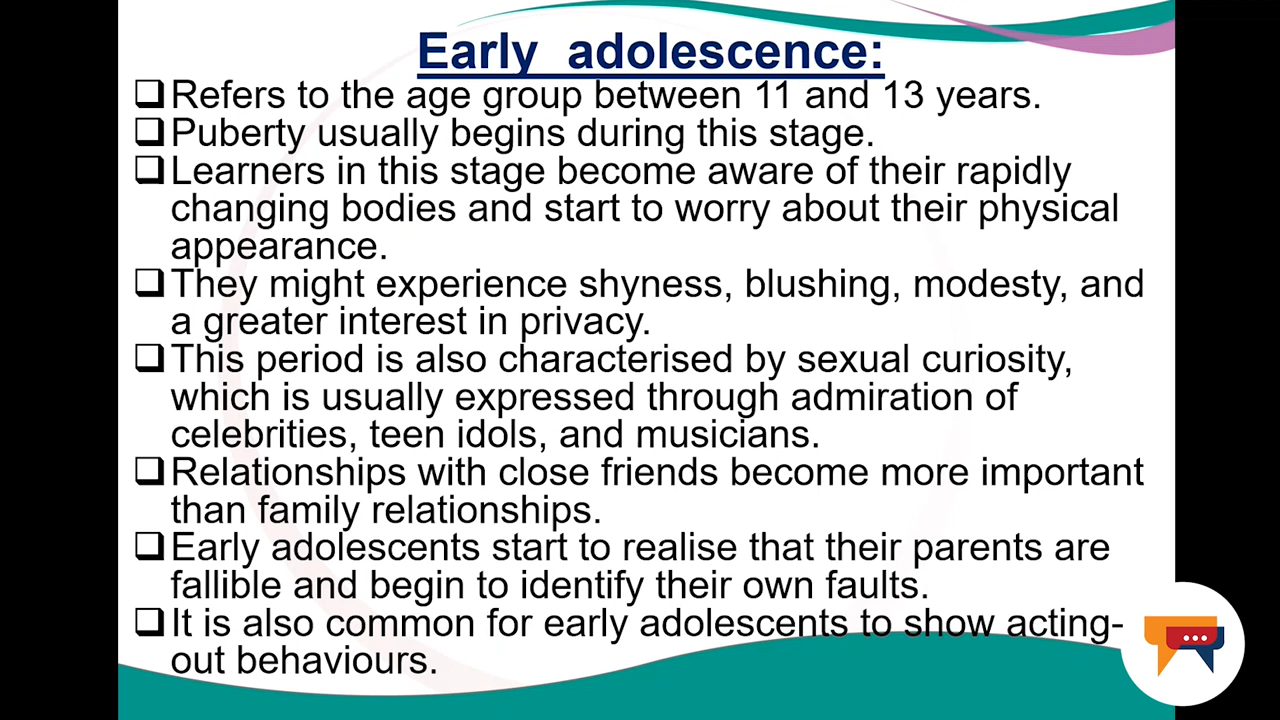 Early adolescence:
❑Refers to the age group between 11 and 13 years.
❑Puberty usually begins during this stage.
❑Learners in this stage become aware of their rapidly
changing bodies and start to worry about their physical
appearance.
❑They might experience shyness, blushing, modesty, and
a greater interest in privacy.
❑This period is also characterised by sexual curiosity,
which is usually expressed through admiration of
celebrities, teen idols, and musicians.
❑Relationships with close friends become more important
than family relationships.
❑Early adolescents start to realise that their parents are
fallible and begin to identify their own faults.
❑It is also common for early adolescents to show acting-
out behaviours.